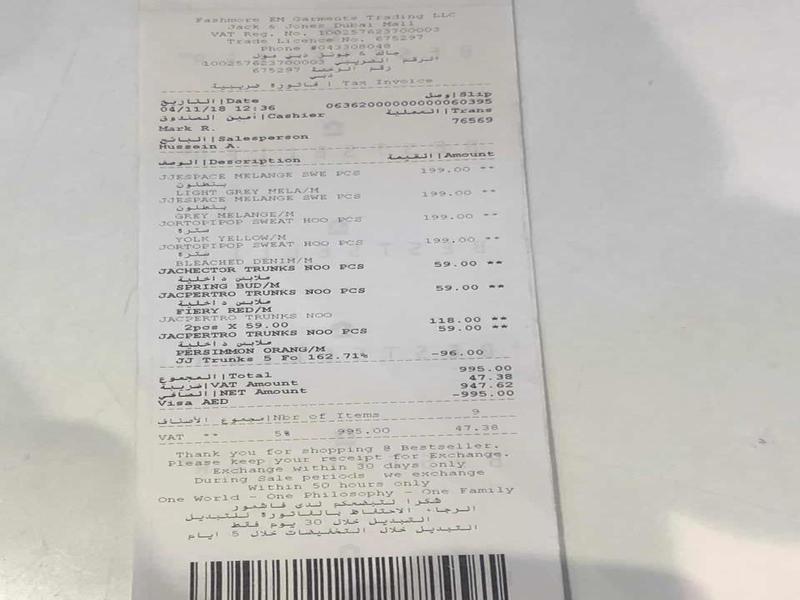 Fashmore EM Garments Trading LLC
Jack & Jones Dubai Mall
VAT Reg. No. 100257623700003
Trade Licence No. 675297
Phone #043308048
جاك & جونز دبي مول
الرقم الضريبي 100257623700003
رقم الرخصة 675297
دبي
فاتورة ضريبية | Tax Invoice
التاريخ|Date وصل|Slip
04/11/18 12:36 06362000000000060395
أمين الصندوق|Cashier العملية|Trans
Mark R. 76569
البائع|Salesperson
Hussein A.
الوصف|Description القيمة|Amount
JJESPACE MELANGE SWE PCS 199.00 **
بنطلون
LIGHT GREY MELA/M
JJESPACE MELANGE SWE PCS 199.00 **
بنطلون
GREY MELANGE/M
JORTOPIPOP SWEAT HOO PCS 199.00 **
سترة
YOLK YELLOW/M
JORTOPIPOP SWEAT HOO PCS 199.00 **
سترة
BLEACHED DENIM/M
JACHECTOR TRUNKS NOO PCS 59.00 **
ملابس داخلية
SPRING BUD/M
JACPERTRO TRUNKS NOO PCS 59.00 **
ملابس داخلية
FIERY RED/M
JACPERTRO TRUNKS NOO
2pcs X 59.00 118.00 **
JACPERTRO TRUNKS NOO PCS 59.00 **
ملابس داخلية
PERSIMMON ORANG/M
JJ Trunks 5 Fo 162.71% -96.00
المجموع|Total 995.00
ضريبة|VAT Amount 47.38
الصافي|NET Amount 947.62
Visa AED -995.00
مجموع الأصناف|Nbr of Items 9
VAT ** 5% 995.00 47.38
Thank you for shopping @ Bestseller.
Please keep your receipt for Exchange.
Exchange within 30 days only
During Sale periods we exchange
Within 50 hours only
One World - One Philosophy - One Family
شكرا لتبضعكم لدى فاشمور
الرجاء الاحتفاظ بالفاتورة للتبديل
التبديل خلال 30 يوم فقط
التبديل خلال التخفيضات خلال 5 ايام